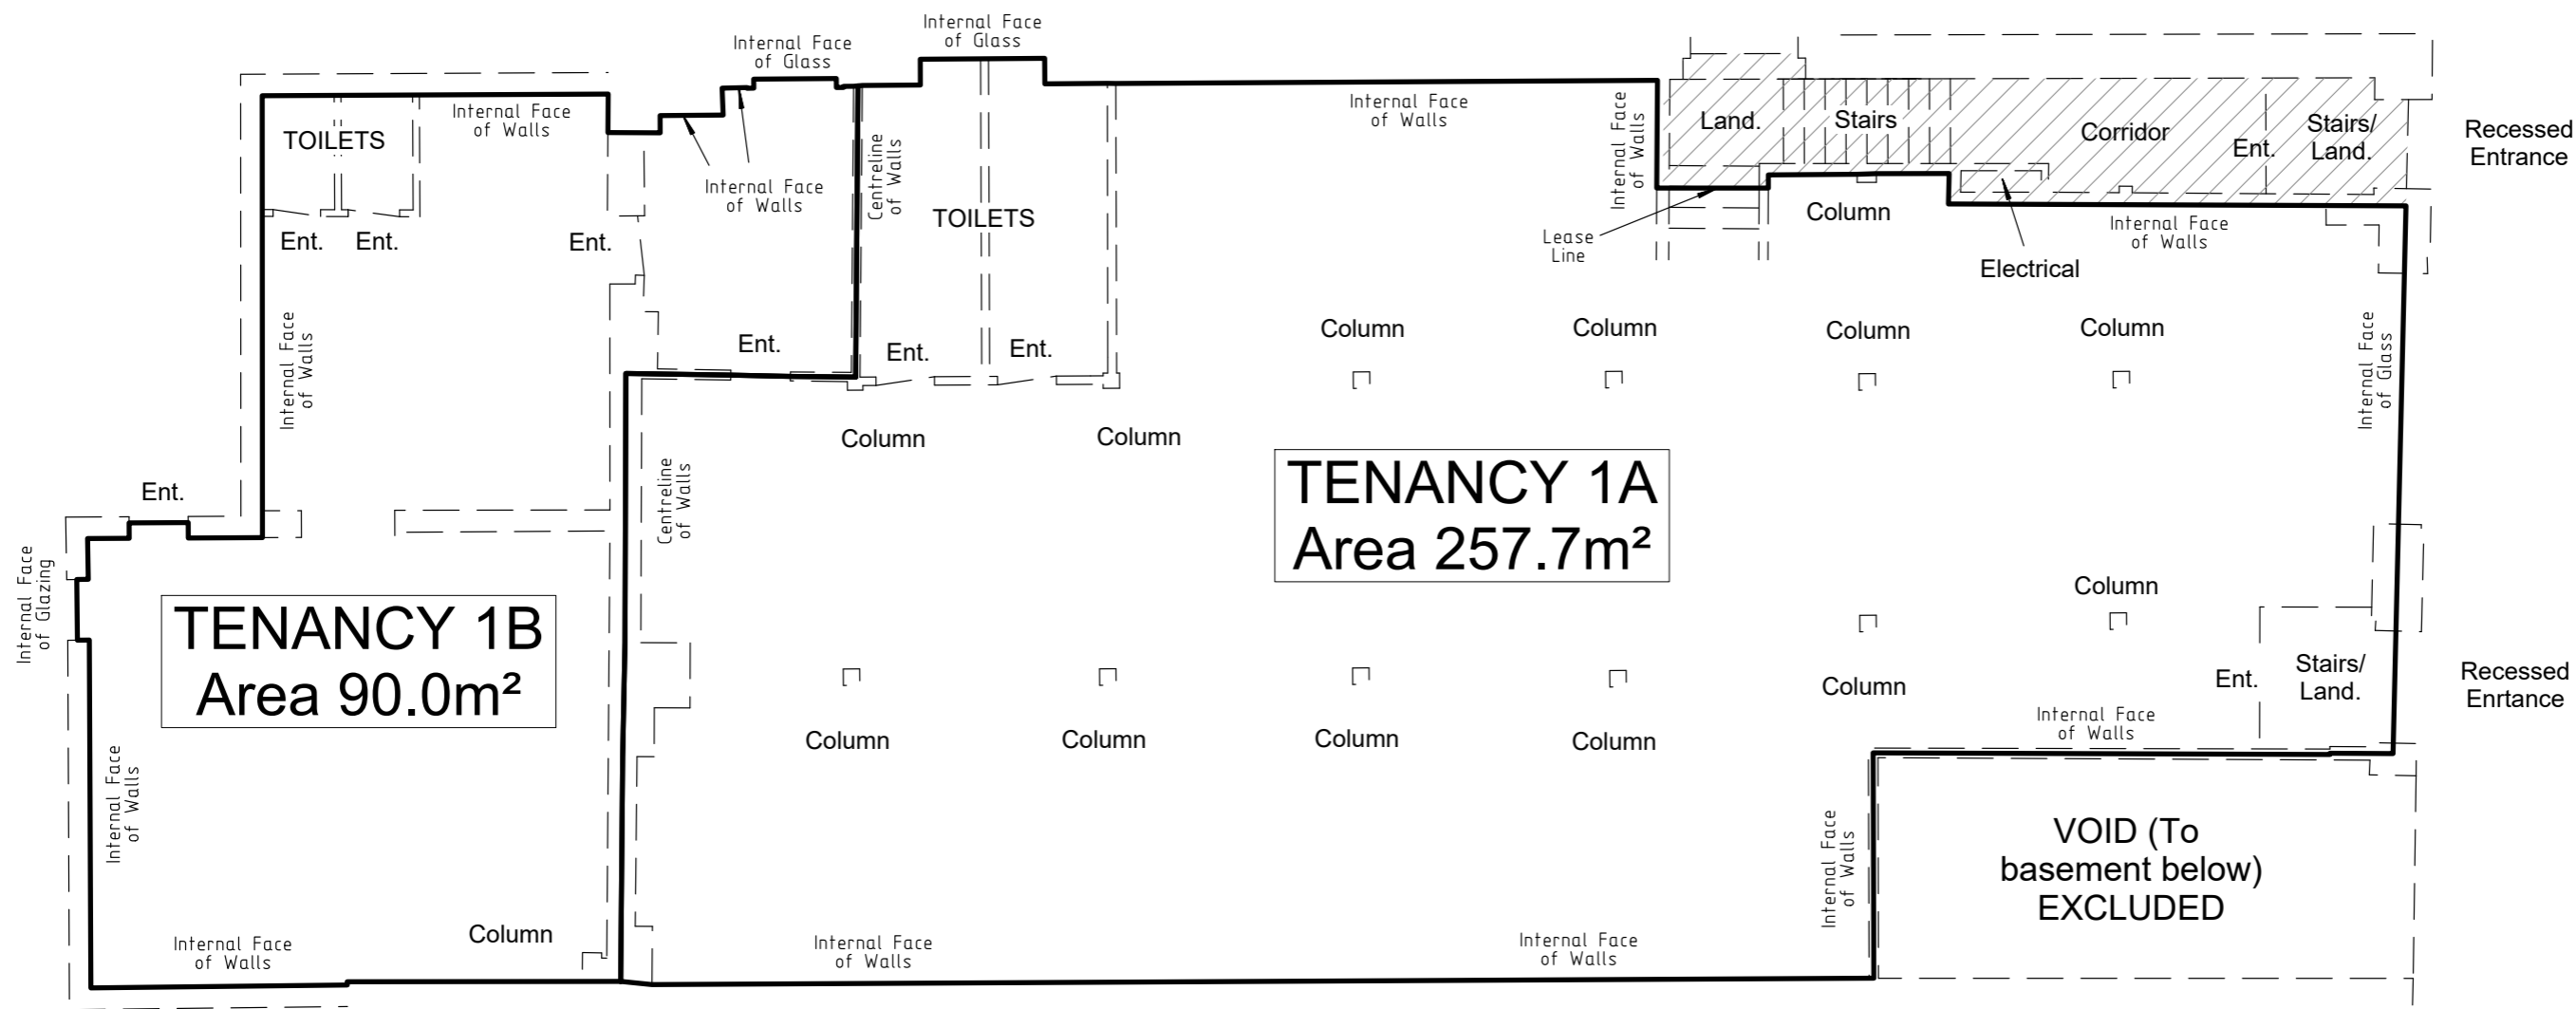 Internal Face
of Glass
Internal Face
of Glass
TOILETS
Internal Face
of Walls
Internal Face
of Walls
Centreline
of Walls
TOILETS
Internal Face
of Walls
Internal Face
of Walls
Land.
Stairs
Corridor
Ent.
Stairs/
Land.
Recessed
Entrance
Ent.
Ent.
Ent.
Lease
Line
Column
Electrical
Internal Face
of Walls
Internal Face
of Walls
Ent.
Ent.
Ent.
Column
Column
Column
Column
Internal Face
of Glass
Column
Column
Ent.
Centreline
of Walls
TENANCY 1A
Area 257.7m²
Internal Face
of Glazing
TENANCY 1B
Area 90.0m²
Column
Column
Ent.
Stairs/
Land.
Recessed
Enrtance
Internal Face
of Walls
Column
Column
Column
Column
Internal Face
of Walls
Internal Face
of Walls
VOID (To
basement below)
EXCLUDED
Internal Face
of Walls
Column
Internal Face
of Walls
Internal Face
of Walls